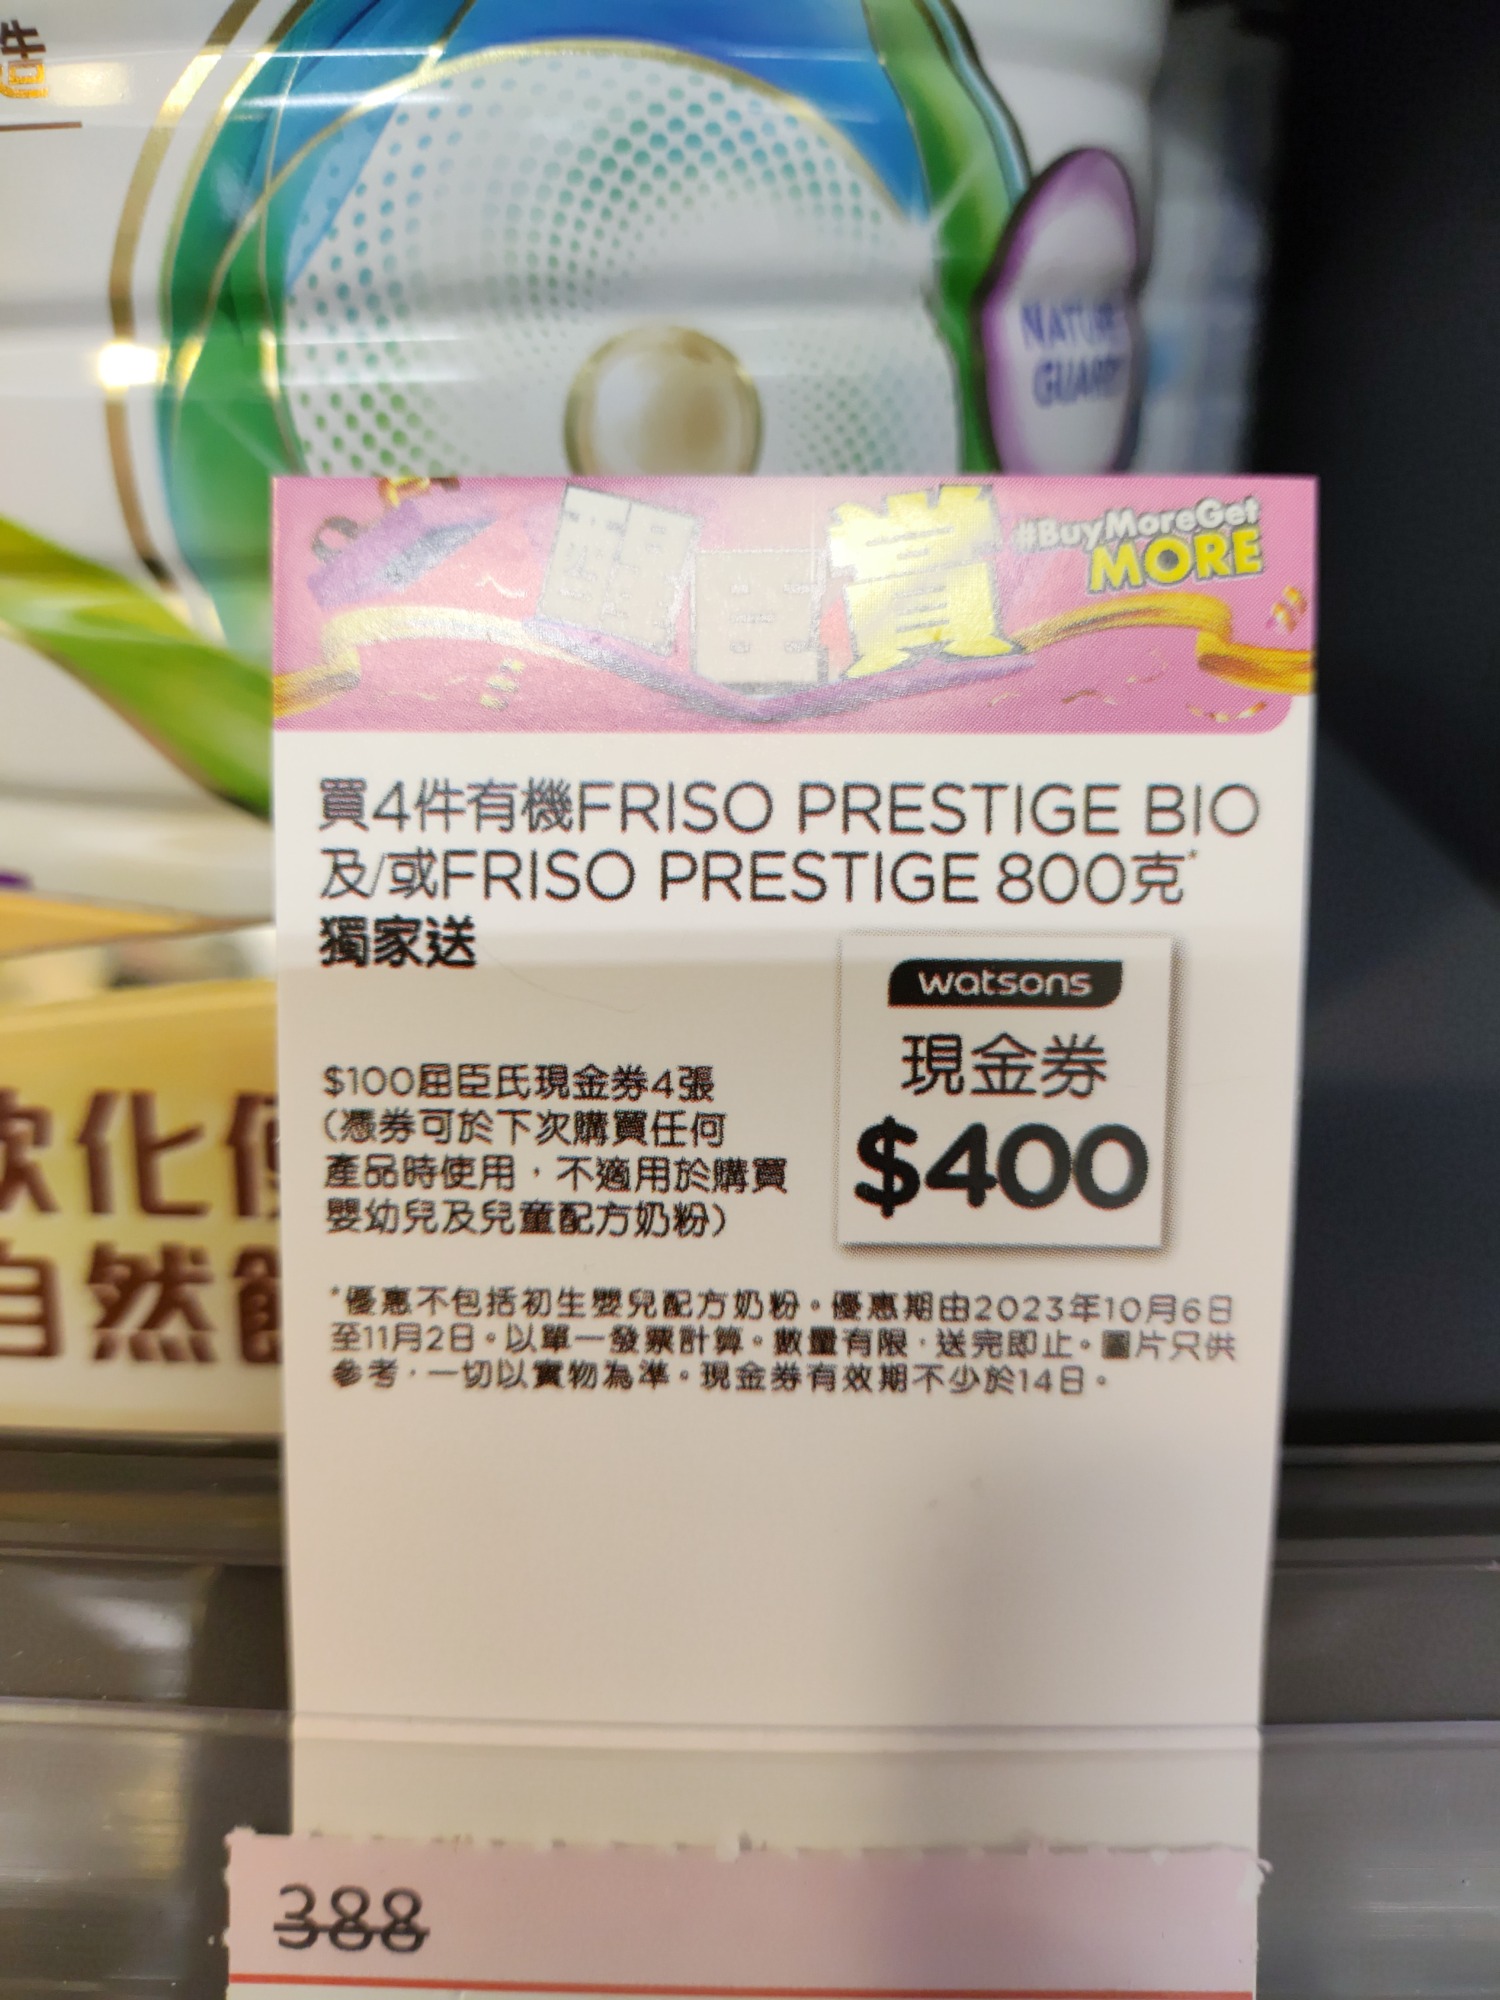 造
NATURE
GUARD
賞
#BuyMoreGet
MORE
買4件有機FRISO PRESTIGE BIO
及/或FRISO PRESTIGE 800克*
獨家送
watsons
現金券
$400
$100屈臣氏現金券4張
(憑券可於下次購買任何
產品時使用，不適用於購買
嬰幼兒及兒童配方奶粉)
*優惠不包括初生嬰兒配方奶粉。優惠期由2023年10月6日
至11月2日。以單一發票計算。數量有限，送完即止。圖片只供
參考，一切以實物為準。現金券有效期不少於14日。
軟化便
自然
388